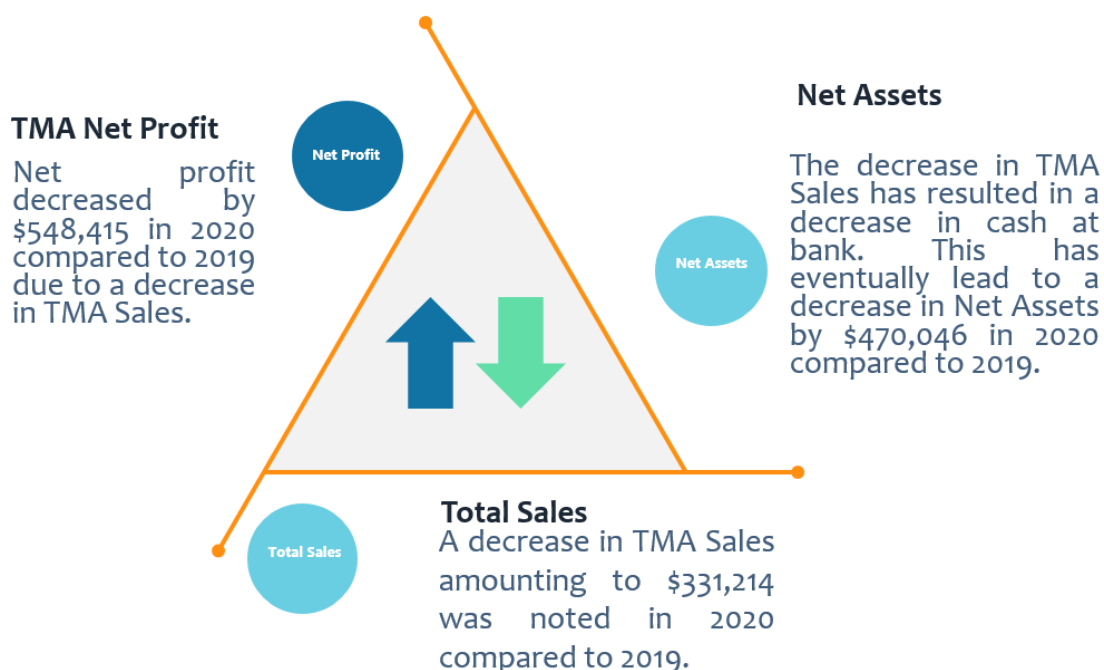 TMA Net Profit
Net profit
decreased by
$548,415 in 2020
compared to 2019
due to a decrease
in TMA Sales.
Net Profit
Net Assets
The decrease in TMA
Sales has resulted in a
decrease in cash at
bank. This has
eventually lead to a
decrease in Net Assets
by $470,046 in 2020
compared to 2019.
Net Assets
Total Sales
Total Sales
A decrease in TMA Sales
amounting to $331,214
was noted in 2020
compared to 2019.